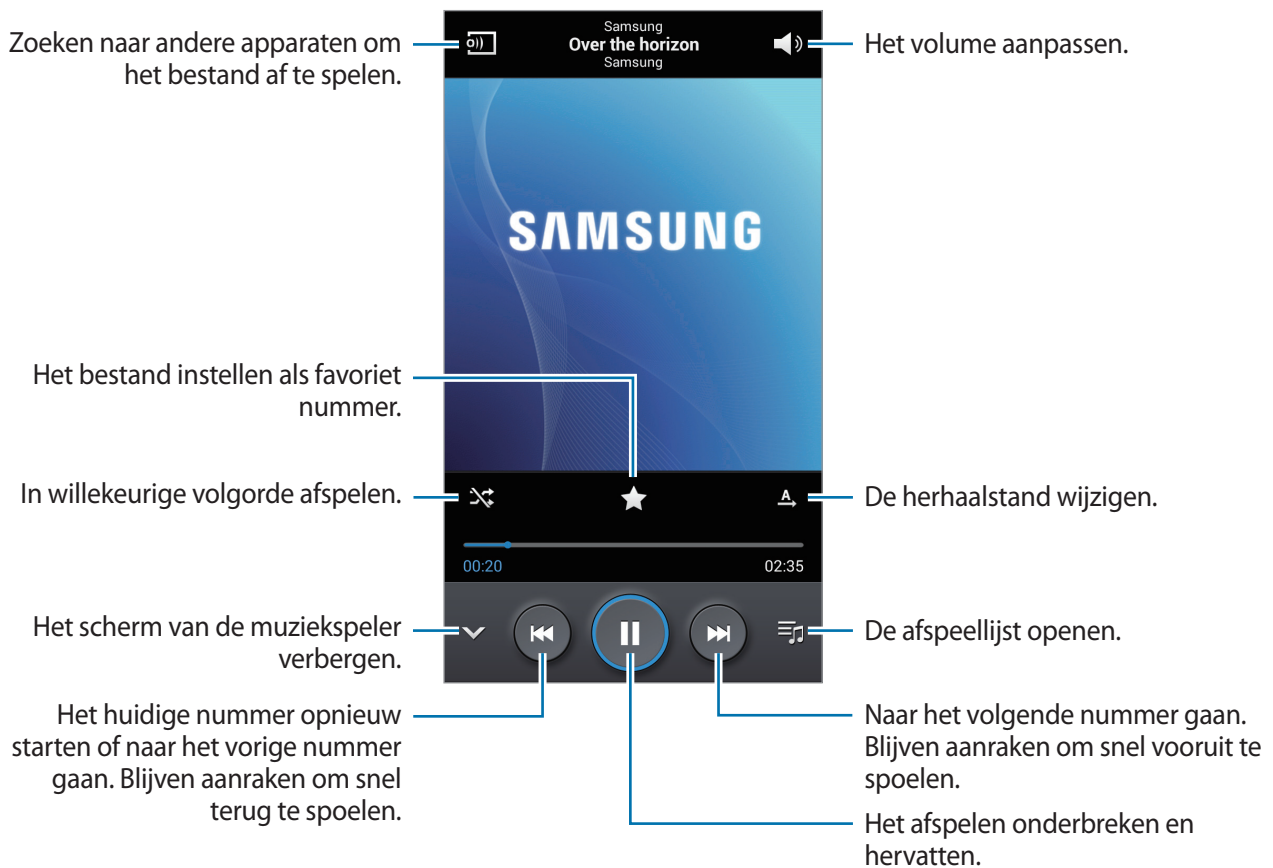 Zoeken naar andere apparaten om
het bestand af te spelen.
Samsung
Over the horizon
Samsung
Het volume aanpassen.
SAMSUNG
Het bestand instellen als favoriet
nummer.
In willekeurige volgorde afspelen.
A
De herhaalstand wijzigen.
00:20
02:35
Het scherm van de muziekspeler
verbergen.
De afspeellijst openen.
Het huidige nummer opnieuw
starten of naar het vorige nummer
gaan. Blijven aanraken om snel
terug te spoelen.
Naar het volgende nummer gaan.
Blijven aanraken om snel vooruit te
spoelen.
Het afspelen onderbreken en
hervatten.